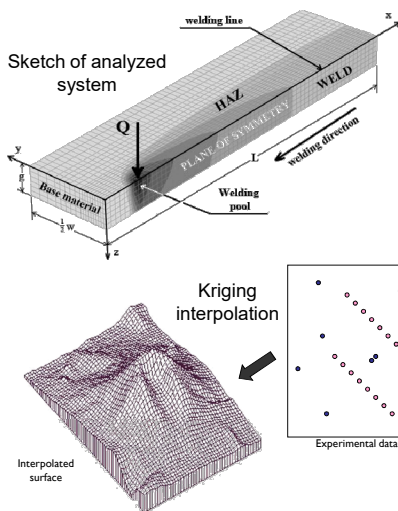 welding line
x
Sketch of analyzed
system
HAZ
WELD
Q
PLANE OF SYMMETRY
y
L
welding direction
g
Base material
Welding
pool
½ w
z
Kriging
interpolation
Experimental data
Interpolated
surface